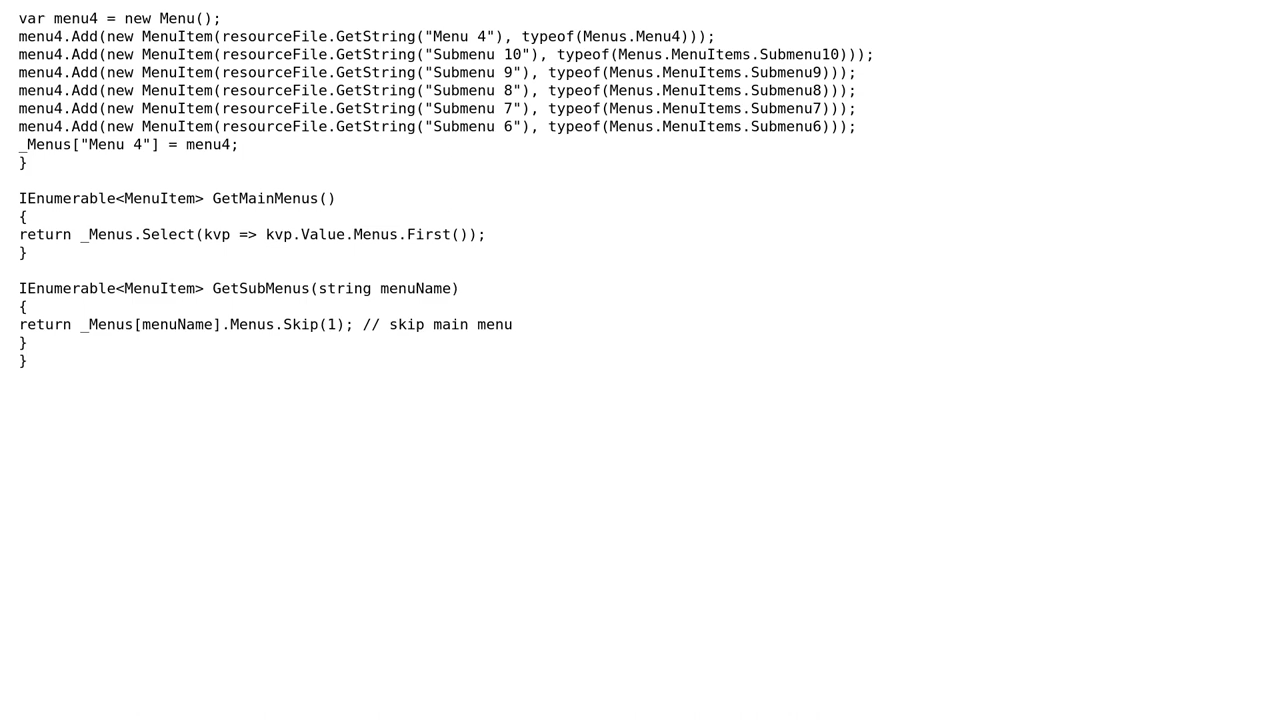 var menu4 = new Menu();
menu4.Add(new MenuItem(resourceFile.GetString("Menu 4"), typeof(Menus.Menu4)));
menu4.Add(new MenuItem(resourceFile.GetString("Submenu 10"), typeof(Menus.MenuItems.Submenu10)));
menu4.Add(new MenuItem(resourceFile.GetString("Submenu 9"), typeof(Menus.MenuItems.Submenu9)));
menu4.Add(new MenuItem(resourceFile.GetString("Submenu 8"), typeof(Menus.MenuItems.Submenu8)));
menu4.Add(new MenuItem(resourceFile.GetString("Submenu 7"), typeof(Menus.MenuItems.Submenu7)));
menu4.Add(new MenuItem(resourceFile.GetString("Submenu 6"), typeof(Menus.MenuItems.Submenu6)));
_Menus["Menu 4"] = menu4;
}

IEnumerable<MenuItem> GetMainMenus()
{
return _Menus.Select(kvp => kvp.Value.Menus.First());
}

IEnumerable<MenuItem> GetSubMenus(string menuName)
{
return _Menus[menuName].Menus.Skip(1); // skip main menu
}
}